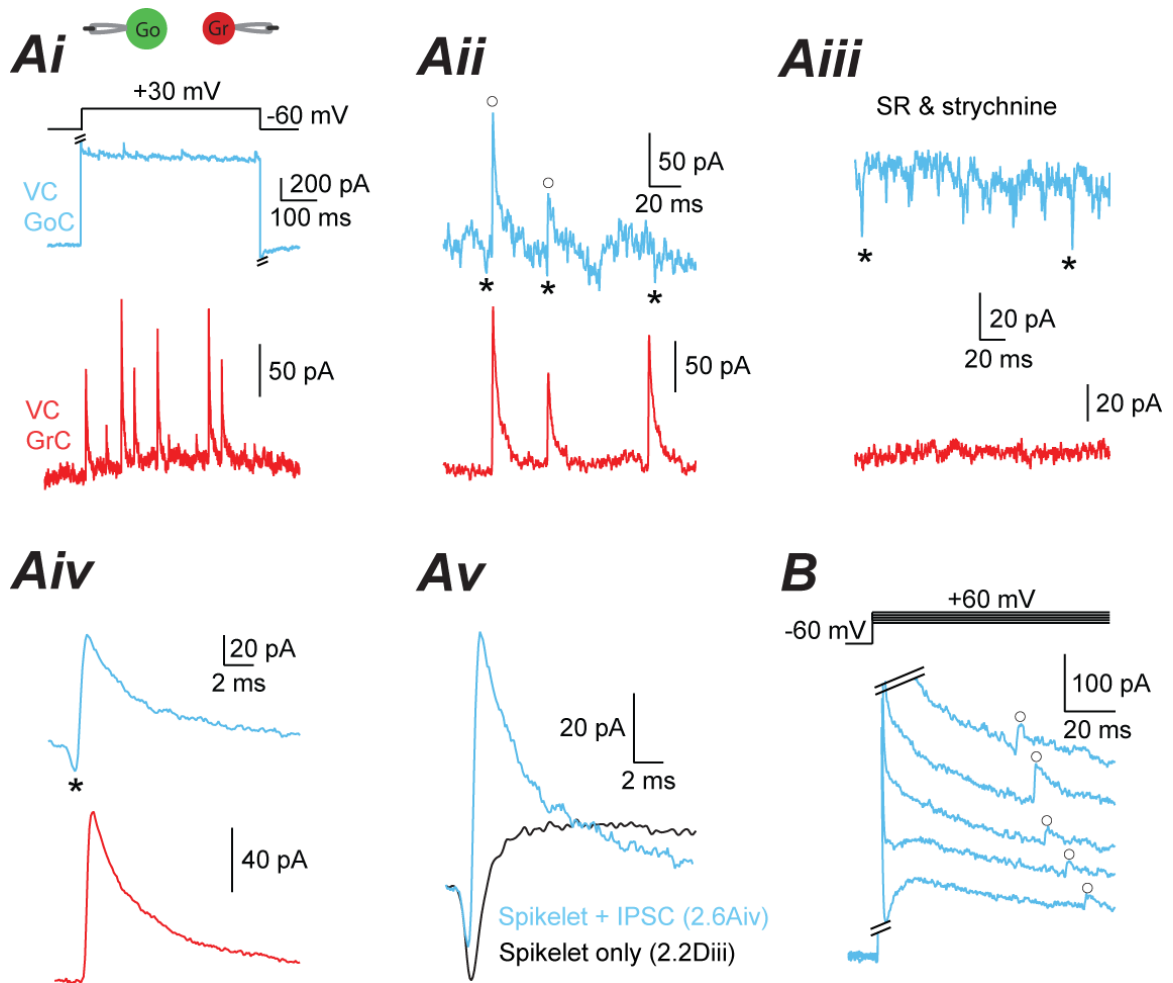 Go
Gr
Ai
+30 mV
-60 mV
VC
GoC
200 pA
100 ms
VC
GrC
50 pA
Aii
50 pA
20 ms
*
*
*
50 pA
Aiii
SR & strychnine
*
*
20 pA
20 ms
20 pA
Aiv
20 pA
2 ms
*
40 pA
Av
20 pA
2 ms
Spikelet + IPSC (2.6Aiv)
Spikelet only (2.2Diii)
B
+60 mV
-60 mV
100 pA
20 ms